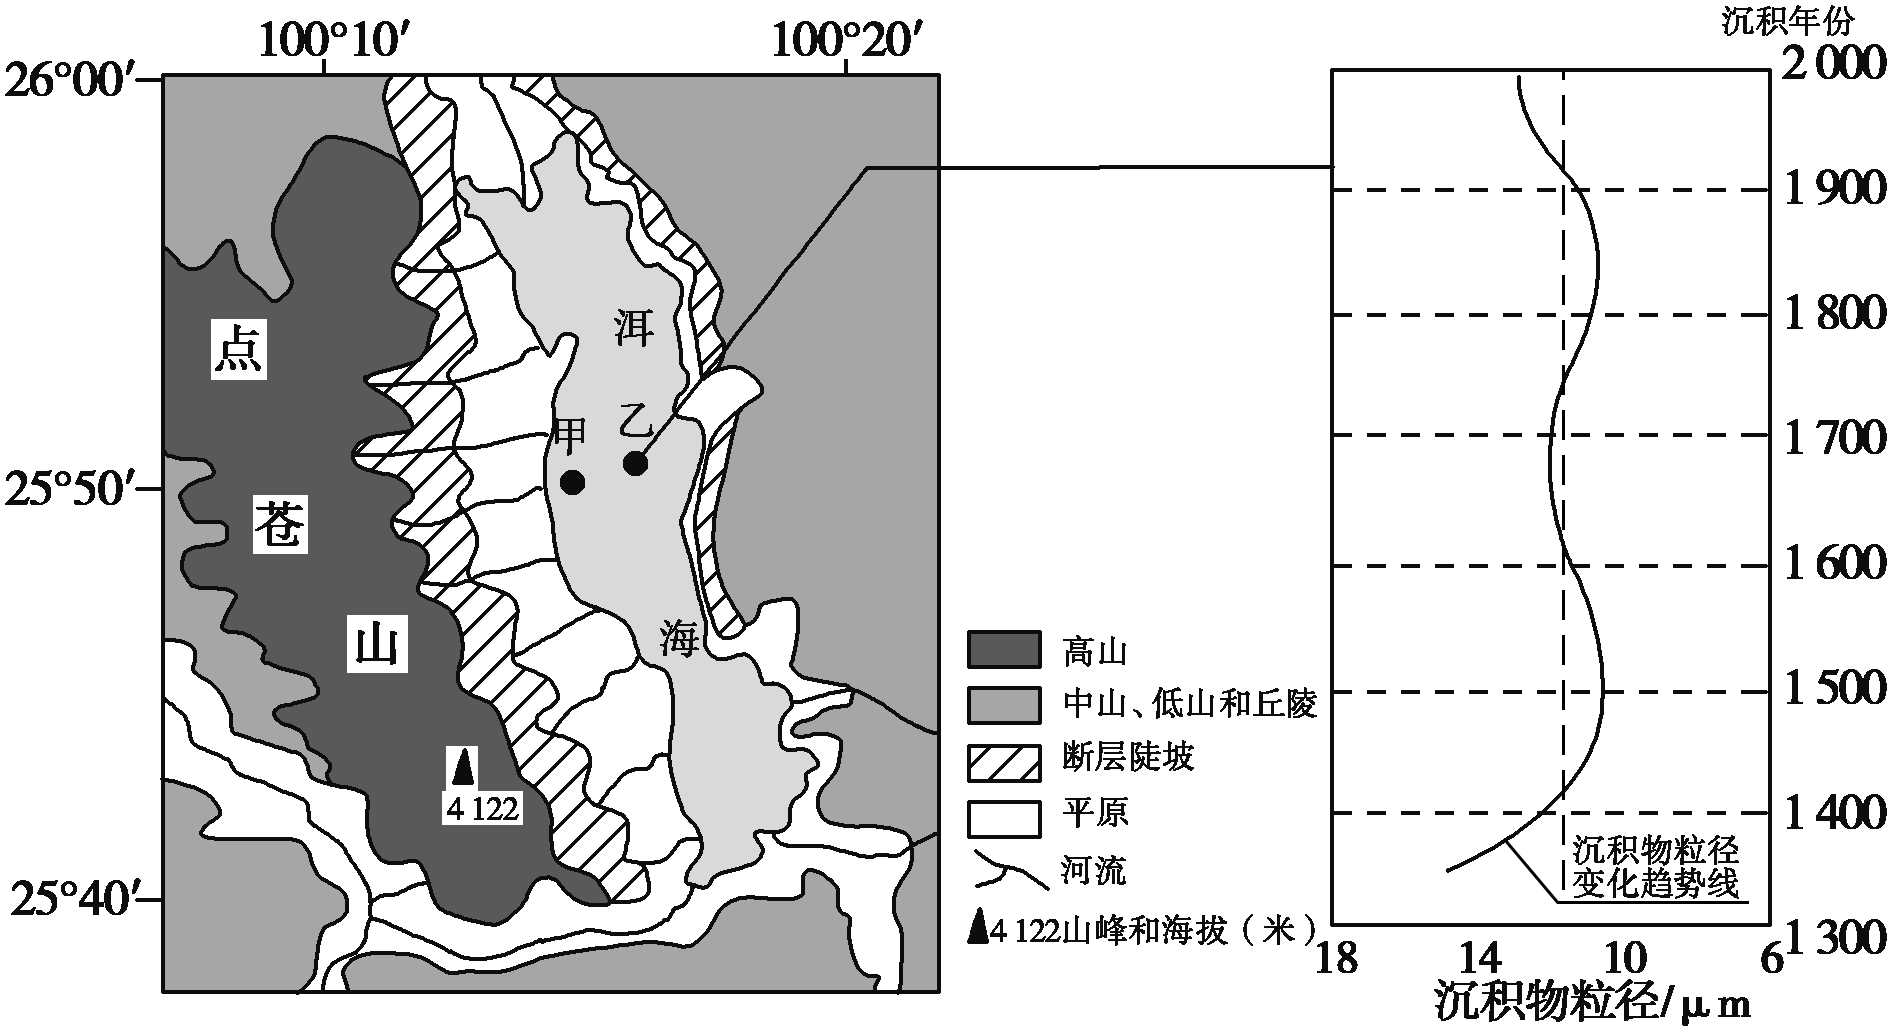 100°10′
100°20′
26°00′
25°50′
25°40′
点
苍
山
4 122
洱
海
甲
乙
高山
中山、低山和丘陵
断层陡坡
平原
河流
4 122山峰和海拔（米）
沉积年份
2 000
1 900
1 800
1 700
1 600
1 500
1 400
1 300
沉积物粒径
变化趋势线
18
14
10
6
沉积物粒径/μm